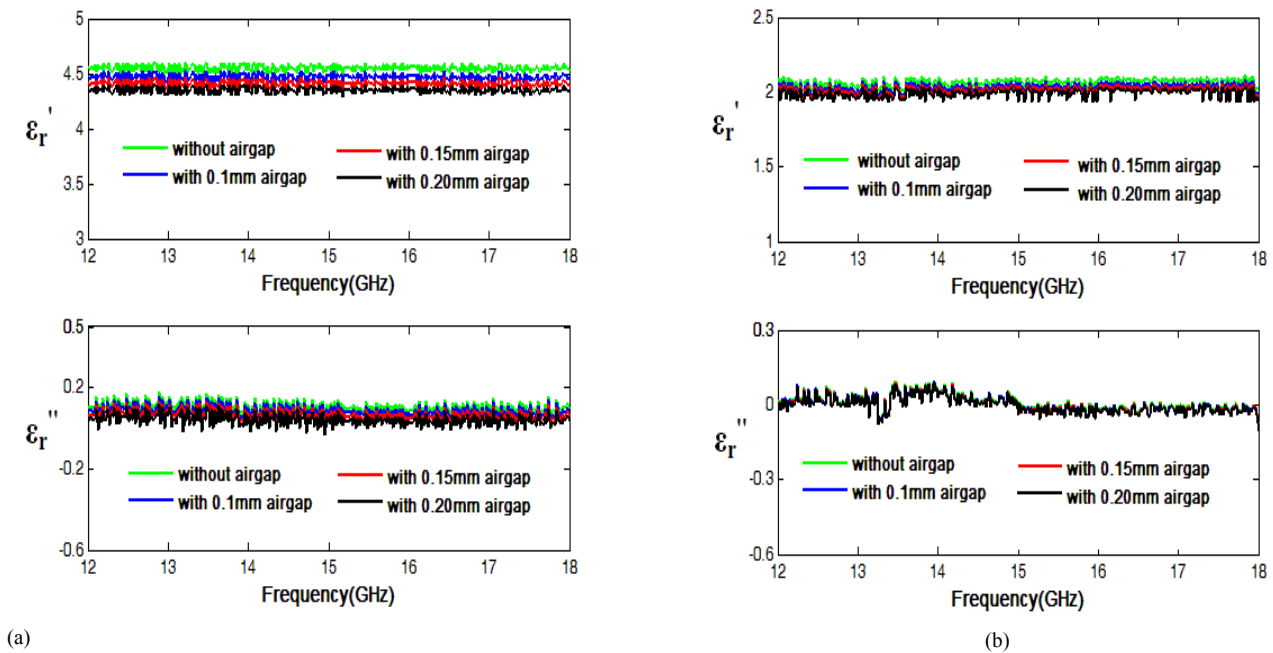 5
4.5
4
3.5
3
εr'
without airgap
with 0.1mm airgap
with 0.15mm airgap
with 0.20mm airgap
12 13 14 15 16 17 18
Frequency(GHz)
0.5
0.2
-0.2
-0.6
εr''
without airgap
with 0.1mm airgap
with 0.15mm airgap
with 0.20mm airgap
12 13 14 15 16 17 18
Frequency(GHz)
(a)
2.5
2
1.5
1
εr'
without airgap
with 0.1mm airgap
with 0.15mm airgap
with 0.20mm airgap
12 13 14 15 16 17 18
Frequency(GHz)
0.3
0
-0.3
-0.6
εr''
without airgap
with 0.1mm airgap
with 0.15mm airgap
with 0.20mm airgap
12 13 14 15 16 17 18
Frequency(GHz)
(b)